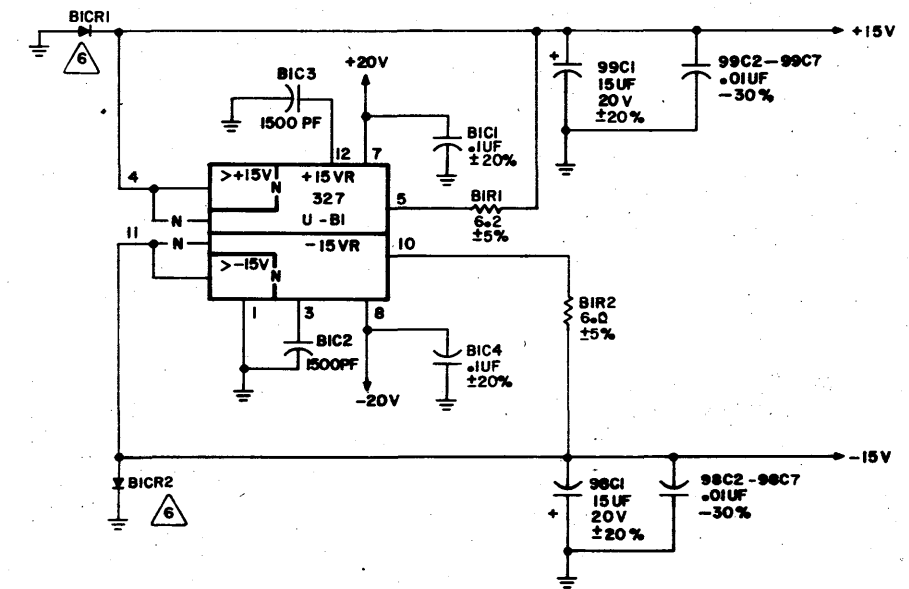 BICR1
6
+15V
+20V
BIC3
1500 PF
+
99C1
15UF
20V
±20%
99C2-99C7
.01UF
-30%
BIC1
.1UF
±20%
12
7
4
>+15V
N
+15VR
327
U-BI
5
BIR1
6.2
±5%
N
11
N
-15VR
10
>-15V
N
1
3
8
BIR2
6.Ω
±5%
BIC2
1500PF
BIC4
.1UF
±20%
-20V
-15V
BICR2
6
98C1
15UF
20V
±20%
+
98C2-98C7
.01UF
-30%